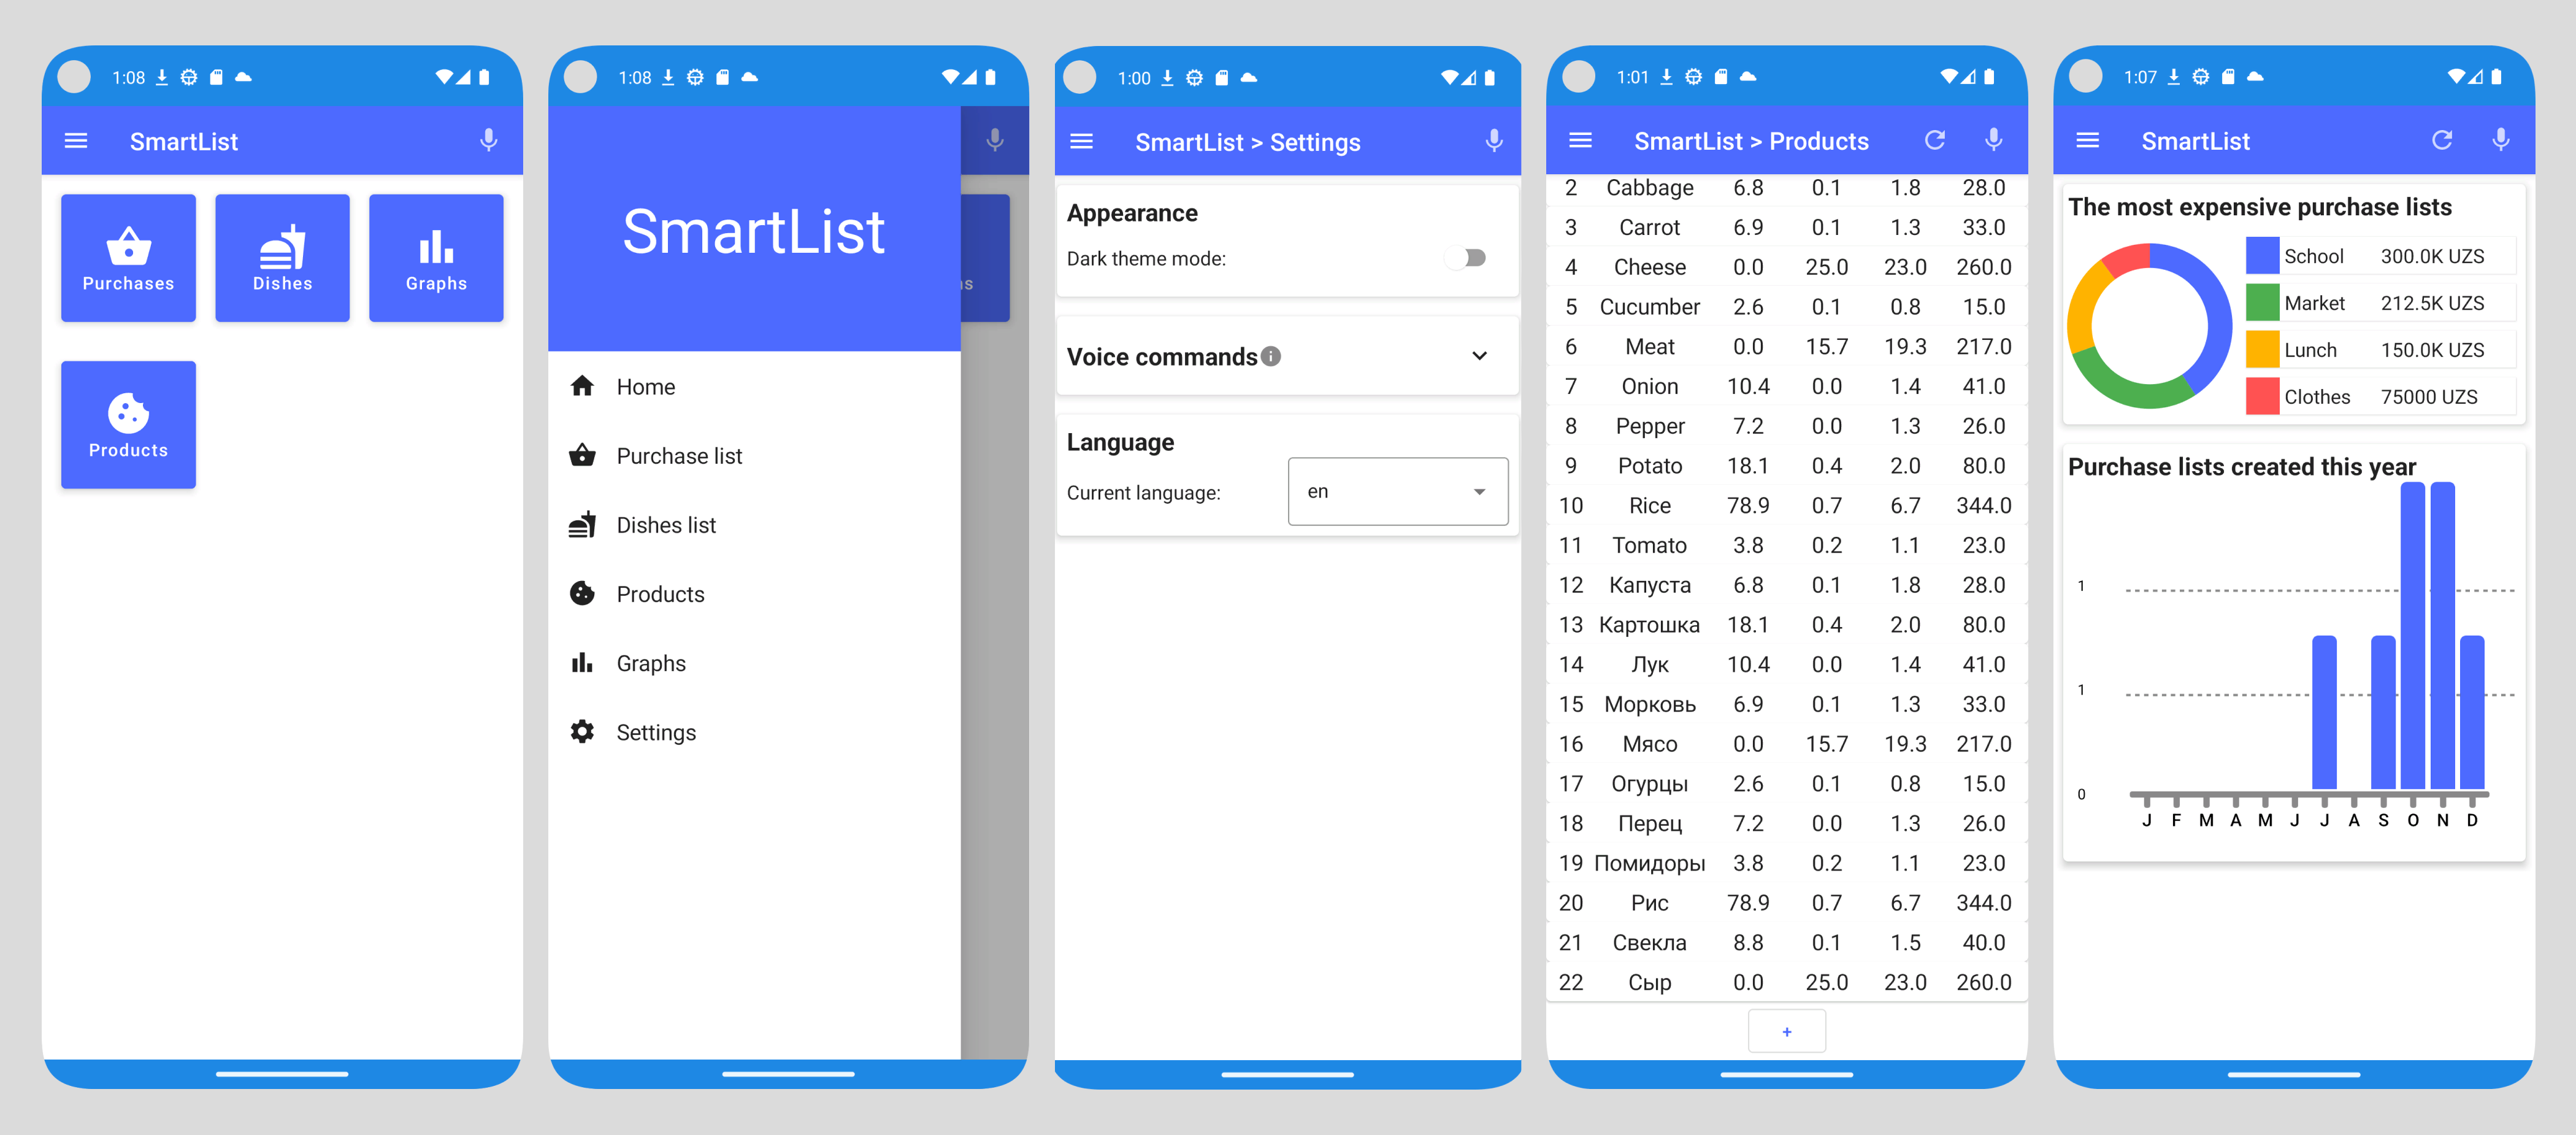 1:08
SmartList
Purchases
Dishes
Graphs
Products
1:08
SmartList
s
Home
Purchase list
Dishes list
Products
Graphs
Settings
1:00
SmartList > Settings
Appearance
Dark theme mode:
Voice commands
Language
Current language:
en
1:01
SmartList > Products
2 Cabbage 6.8 0.1 1.8 28.0
3 Carrot 6.9 0.1 1.3 33.0
4 Cheese 0.0 25.0 23.0 260.0
5 Cucumber 2.6 0.1 0.8 15.0
6 Meat 0.0 15.7 19.3 217.0
7 Onion 10.4 0.0 1.4 41.0
8 Pepper 7.2 0.0 1.3 26.0
9 Potato 18.1 0.4 2.0 80.0
10 Rice 78.9 0.7 6.7 344.0
11 Tomato 3.8 0.2 1.1 23.0
12 Капуста 6.8 0.1 1.8 28.0
13 Картошка 18.1 0.4 2.0 80.0
14 Лук 10.4 0.0 1.4 41.0
15 Морковь 6.9 0.1 1.3 33.0
16 Мясо 0.0 15.7 19.3 217.0
17 Огурцы 2.6 0.1 0.8 15.0
18 Перец 7.2 0.0 1.3 26.0
19 Помидоры 3.8 0.2 1.1 23.0
20 Рис 78.9 0.7 6.7 344.0
21 Свекла 8.8 0.1 1.5 40.0
22 Сыр 0.0 25.0 23.0 260.0
+
1:07
SmartList
The most expensive purchase lists
School 300.0K UZS
Market 212.5K UZS
Lunch 150.0K UZS
Clothes 75000 UZS
Purchase lists created this year
1
1
0
J F M A M J J A S O N D